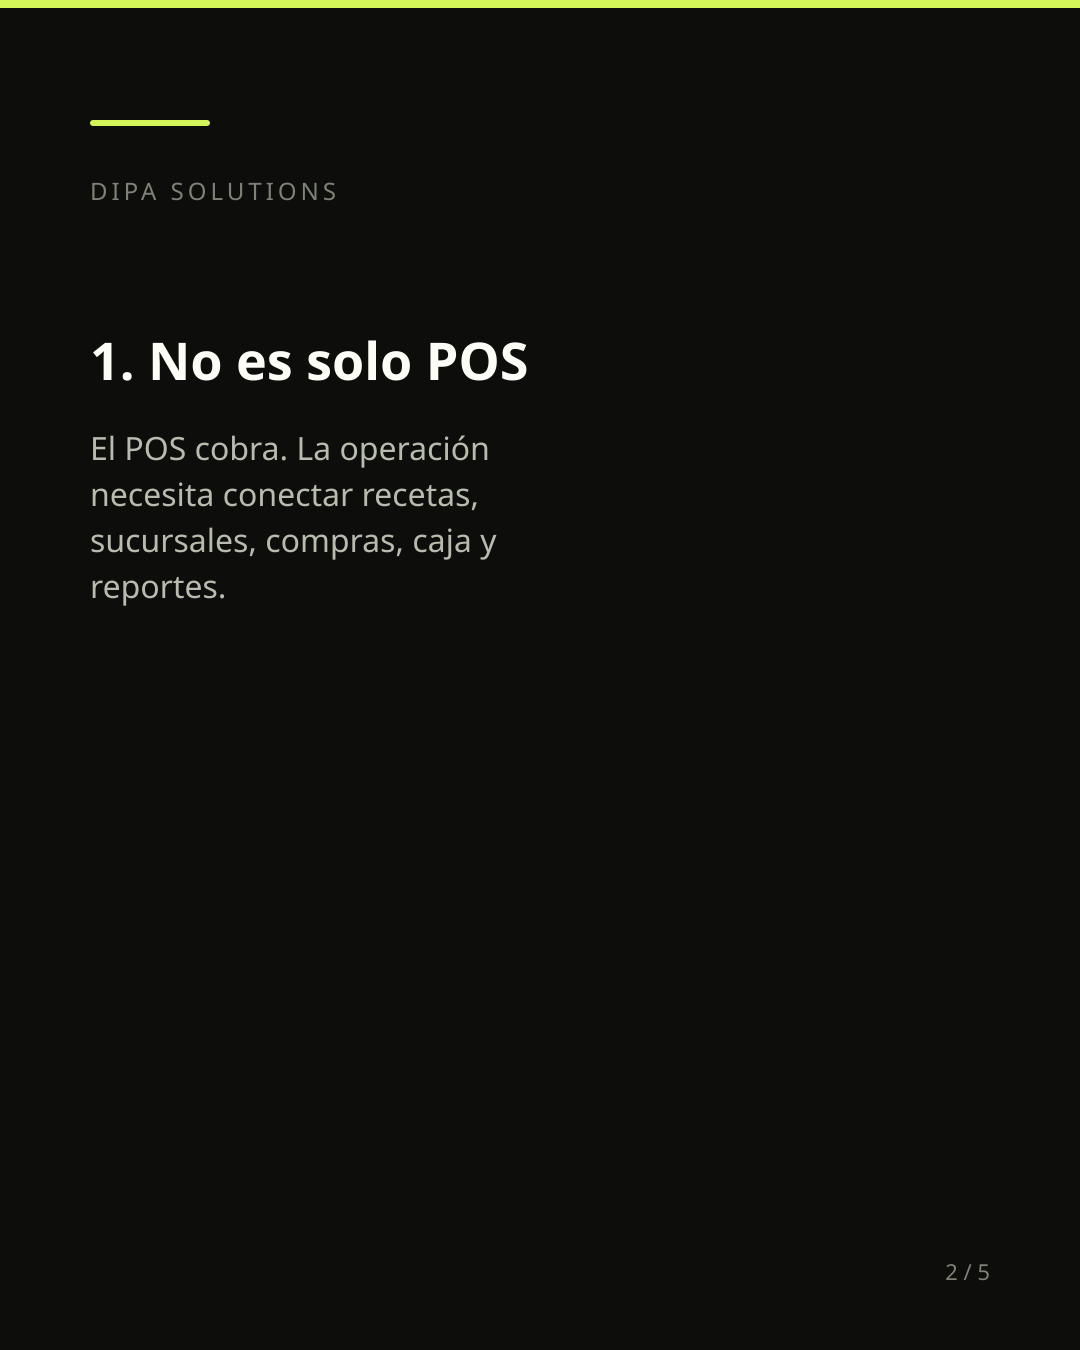 DIPA SOLUTIONS
1. No es solo POS
El POS cobra. La operación
necesita conectar recetas,
sucursales, compras, caja y
reportes.
2 / 5